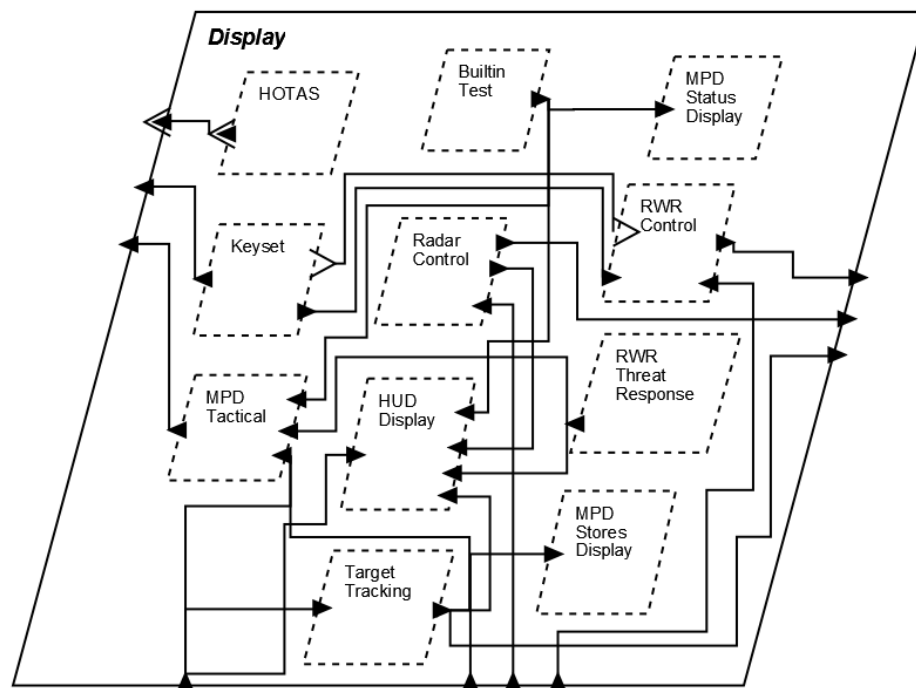 Display
HOTAS
Builtin
Test
MPD
Status
Display
Keyset
Radar
Control
RWR
Control
MPD
Tactical
HUD
Display
RWR
Threat
Response
MPD
Stores
Display
Target
Tracking